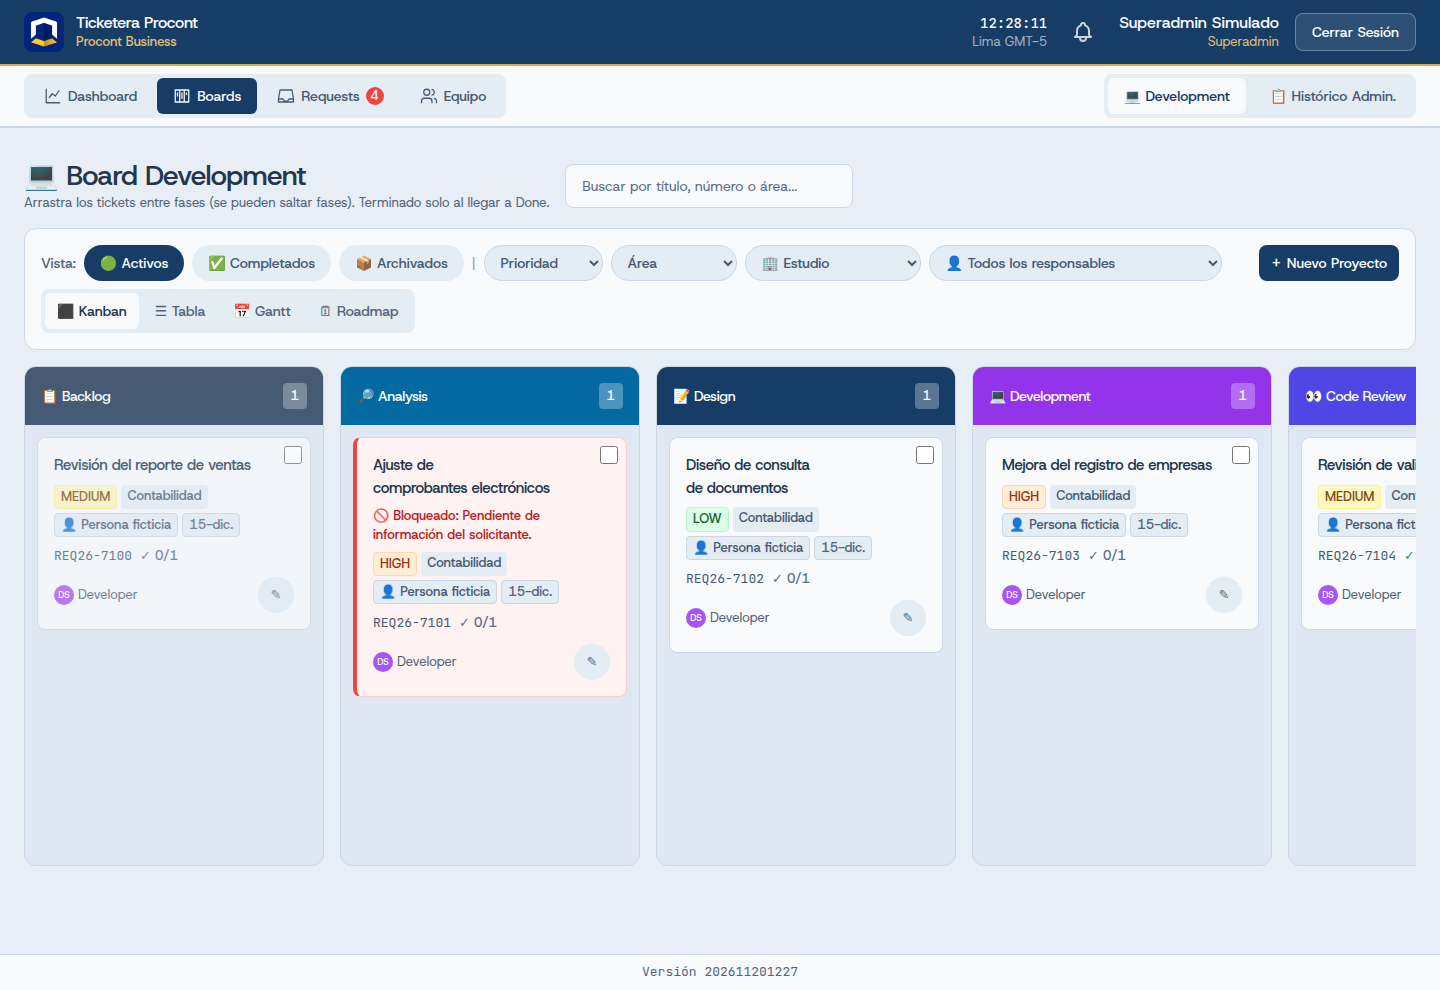 Ticketera Procont
Procont Business
12:28:11
Lima GMT-5
Superadmin Simulado
Superadmin
Cerrar Sesión
Dashboard
Boards
Requests 4
Equipo
Development
Histórico Admin.
Board Development
Arrastra los tickets entre fases (se pueden saltar fases). Terminado solo al llegar a Done.
Buscar por título, número o área...
Vista:
Activos
Completados
Archivados
|
Prioridad
Área
Estudio
Todos los responsables
+ Nuevo Proyecto
Kanban
Tabla
Gantt
Roadmap
Backlog 1
Revisión del reporte de ventas
MEDIUM Contabilidad
Persona ficticia 15-dic.
REQ26-7100 ✓ 0/1
DS Developer
Analysis 1
Ajuste de
comprobantes electrónicos
Bloqueado: Pendiente de
información del solicitante.
HIGH Contabilidad
Persona ficticia 15-dic.
REQ26-7101 ✓ 0/1
DS Developer
Design 1
Diseño de consulta
de documentos
LOW Contabilidad
Persona ficticia 15-dic.
REQ26-7102 ✓ 0/1
DS Developer
Development 1
Mejora del registro de empresas
HIGH Contabilidad
Persona ficticia 15-dic.
REQ26-7103 ✓ 0/1
DS Developer
Code Review
Revisión de vali
MEDIUM Cont
Persona fict
REQ26-7104 ✓
DS Developer
Versión 202611201227